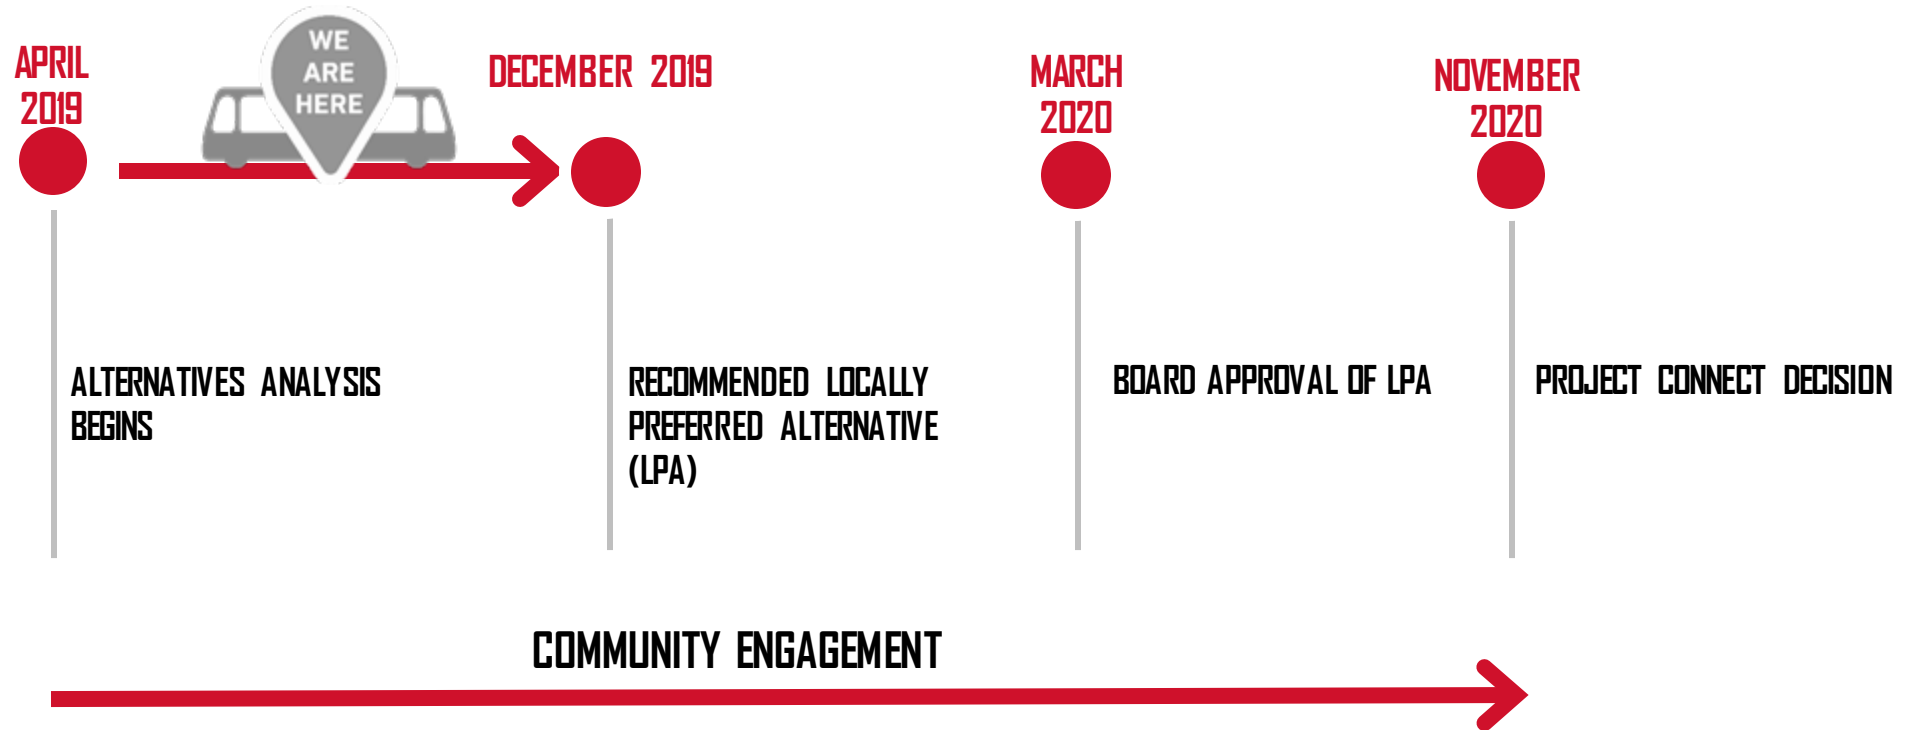 APRIL
2019
WE
ARE
HERE
DECEMBER 2019
MARCH
2020
NOVEMBER
2020
ALTERNATIVES ANALYSIS
BEGINS
RECOMMENDED LOCALLY
PREFERRED ALTERNATIVE
(LPA)
BOARD APPROVAL OF LPA
PROJECT CONNECT DECISION
COMMUNITY ENGAGEMENT